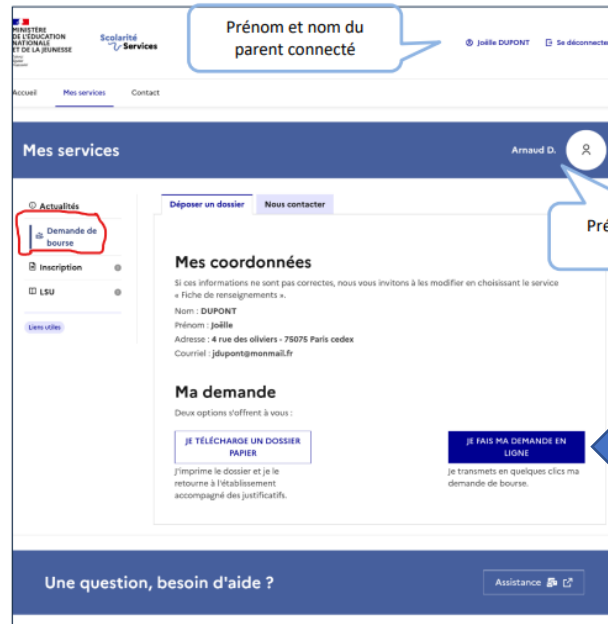 MINISTÈRE
DE L'ÉDUCATION
NATIONALE
ET DE LA JEUNESSE
Scolarité
Services
Prénom et nom du
parent connecté
Joëlle DUPONT
Se déconnecte
Accueil
Mes services
Contact
Mes services
Arnaud D.
Pré
Actualités
Demande de
bourse
Inscription
LSU
Liens utiles
Déposer un dossier
Nous contacter
Mes coordonnées
Si ces informations ne sont pas correctes, nous vous invitons à les modifier en choisissant le service
« Fiche de renseignements ».
Nom : DUPONT
Prénom : Joëlle
Adresse : 4 rue des oliviers - 75075 Paris cedex
Courriel : jdupont@monmail.fr
Ma demande
Deux options s'offrent à vous :
JE TÉLÉCHARGE UN DOSSIER
PAPIER
J'imprime le dossier et je le
retourne à l'établissement
accompagné des justificatifs.
JE FAIS MA DEMANDE EN
LIGNE
Je transmets en quelques clics ma
demande de bourse.
Une question, besoin d'aide ?
Assistance